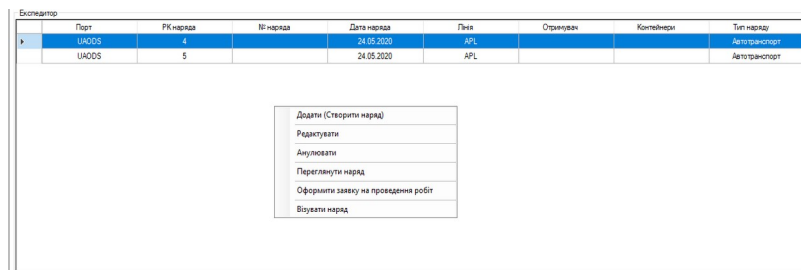 Експедитор
Порт РК наряда № наряда Дата наряда Лінія Отримувач Контейнери Тип наряду
UAODS 4 24.05.2020 APL Автотранспорт
UAODS 5 24.05.2020 APL Автотранспорт
Додати (Створити наряд)
Редактувати
Анулювати
Переглянути наряд
Оформити заявку на проведення робіт
Візувати наряд